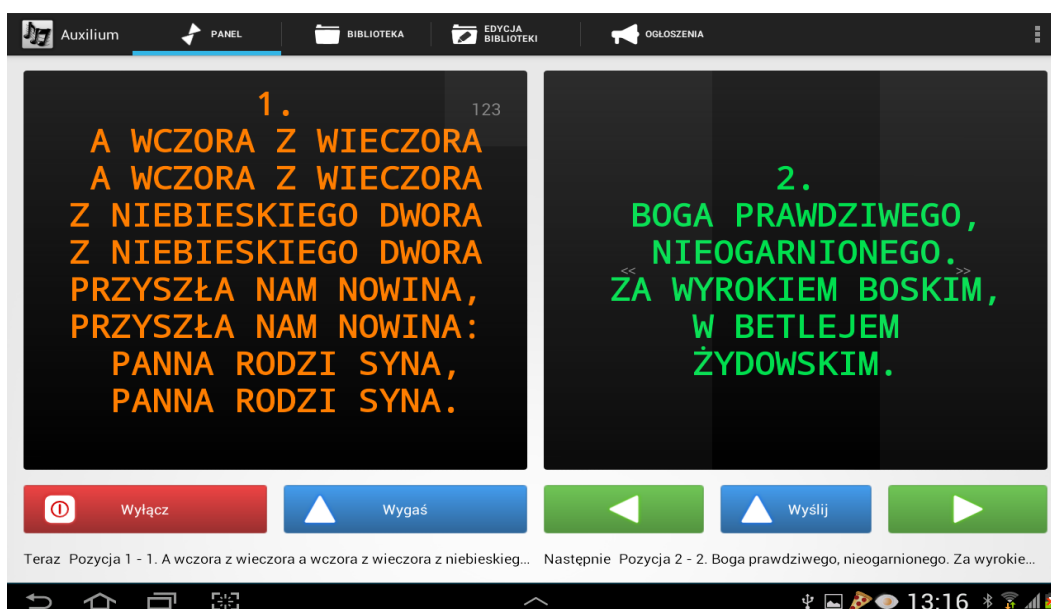 Auxilium
PANEL
BIBLIOTEKA
EDYCJA
BIBLIOTEKI
OGŁOSZENIA
123
1.
A WCZORA Z WIECZORA
A WCZORA Z WIECZORA
Z NIEBIESKIEGO DWORA
Z NIEBIESKIEGO DWORA
PRZYSZŁA NAM NOWINA,
PRZYSZŁA NAM NOWINA:
PANNA RODZI SYNA,
PANNA RODZI SYNA.
2.
BOGA PRAWDZIWEGO,
NIEOGARNIONEGO.
<< >>
ZA WYROKIEM BOSKIM,
W BETLEJEM
ŻYDOWSKIM.
Wyłącz
Wygaś
Wyślij
Teraz Pozycja 1 - 1. A wczora z wieczora a wczora z wieczora z niebieskieg...
Następnie Pozycja 2 - 2. Boga prawdziwego, nieogarnionego. Za wyrokie...
13:16